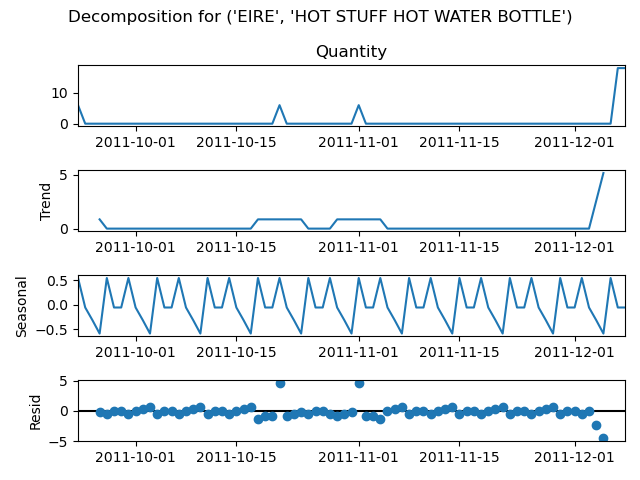 Decomposition for ('EIRE', 'HOT STUFF HOT WATER BOTTLE')
Quantity
10
0
2011-10-01 2011-10-15 2011-11-01 2011-11-15 2011-12-01
Trend
5
0
2011-10-01 2011-10-15 2011-11-01 2011-11-15 2011-12-01
Seasonal
0.5
0.0
−0.5
2011-10-01 2011-10-15 2011-11-01 2011-11-15 2011-12-01
Resid
5
0
−5
2011-10-01 2011-10-15 2011-11-01 2011-11-15 2011-12-01